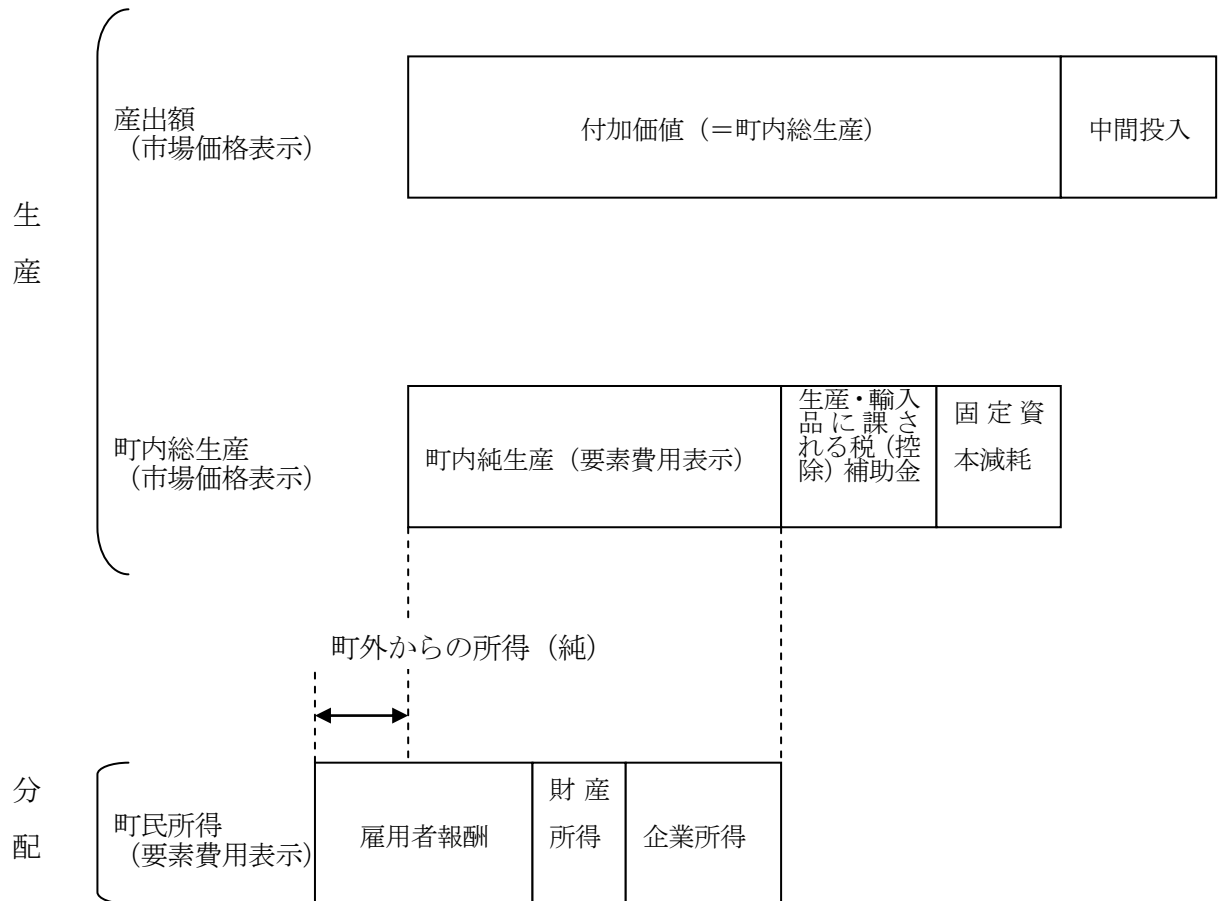 生
産
産出額
（市場価格表示）
付加価値（＝町内総生産）
中間投入
町内総生産
（市場価格表示）
町内純生産（要素費用表示）
生産・輸入
品に課さ
れる税（控
除）補助金
固定資
本減耗
町外からの所得（純）
分
配
町民所得
（要素費用表示）
雇用者報酬
財産
所得
企業所得